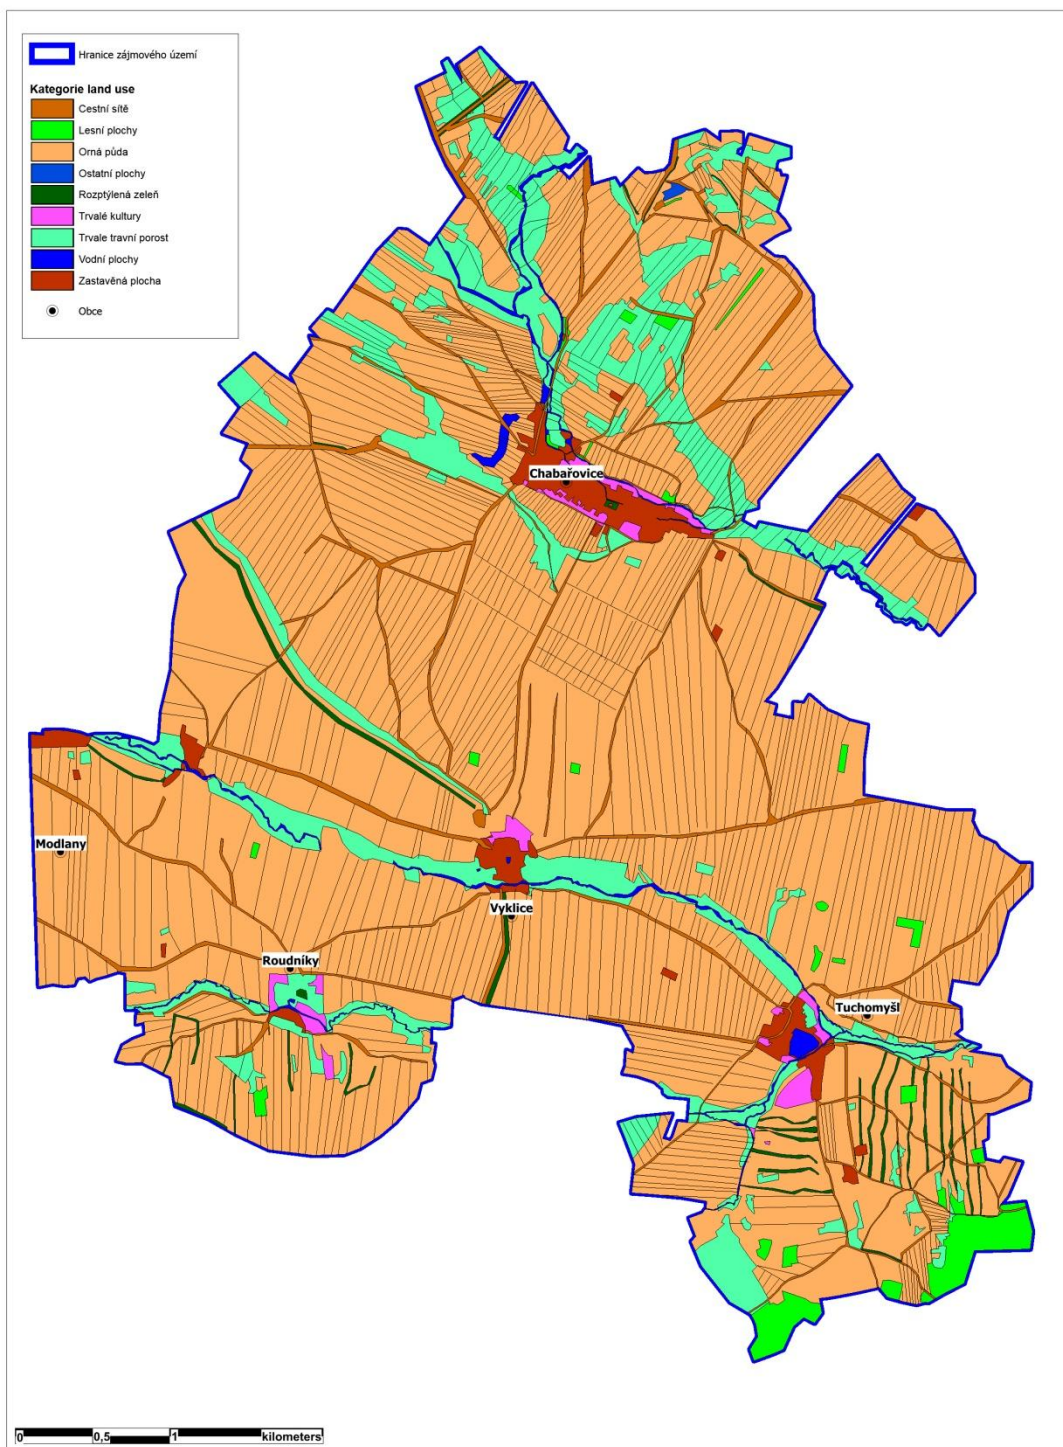 Hranice zájmového území
Kategorie land use
Cestní sítě
Lesní plochy
Orná půda
Ostatní plochy
Rozptýlená zeleň
Trvalé kultury
Trvale travní porost
Vodní plochy
Zastavěná plocha
Obce
Chabařovice
Modlany
Vyklice
Roudníky
Tuchomyšl
0 0,5 1 kilometers